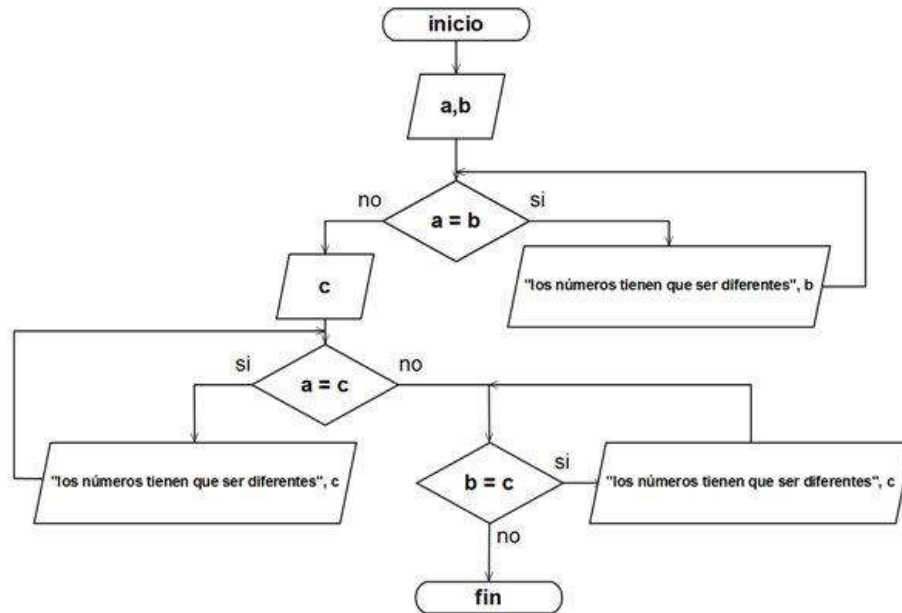 inicio
a,b
no
si
a = b
"los números tienen que ser diferentes", b
c
si
no
a = c
"los números tienen que ser diferentes", c
b = c
si
"los números tienen que ser diferentes", c
no
fin